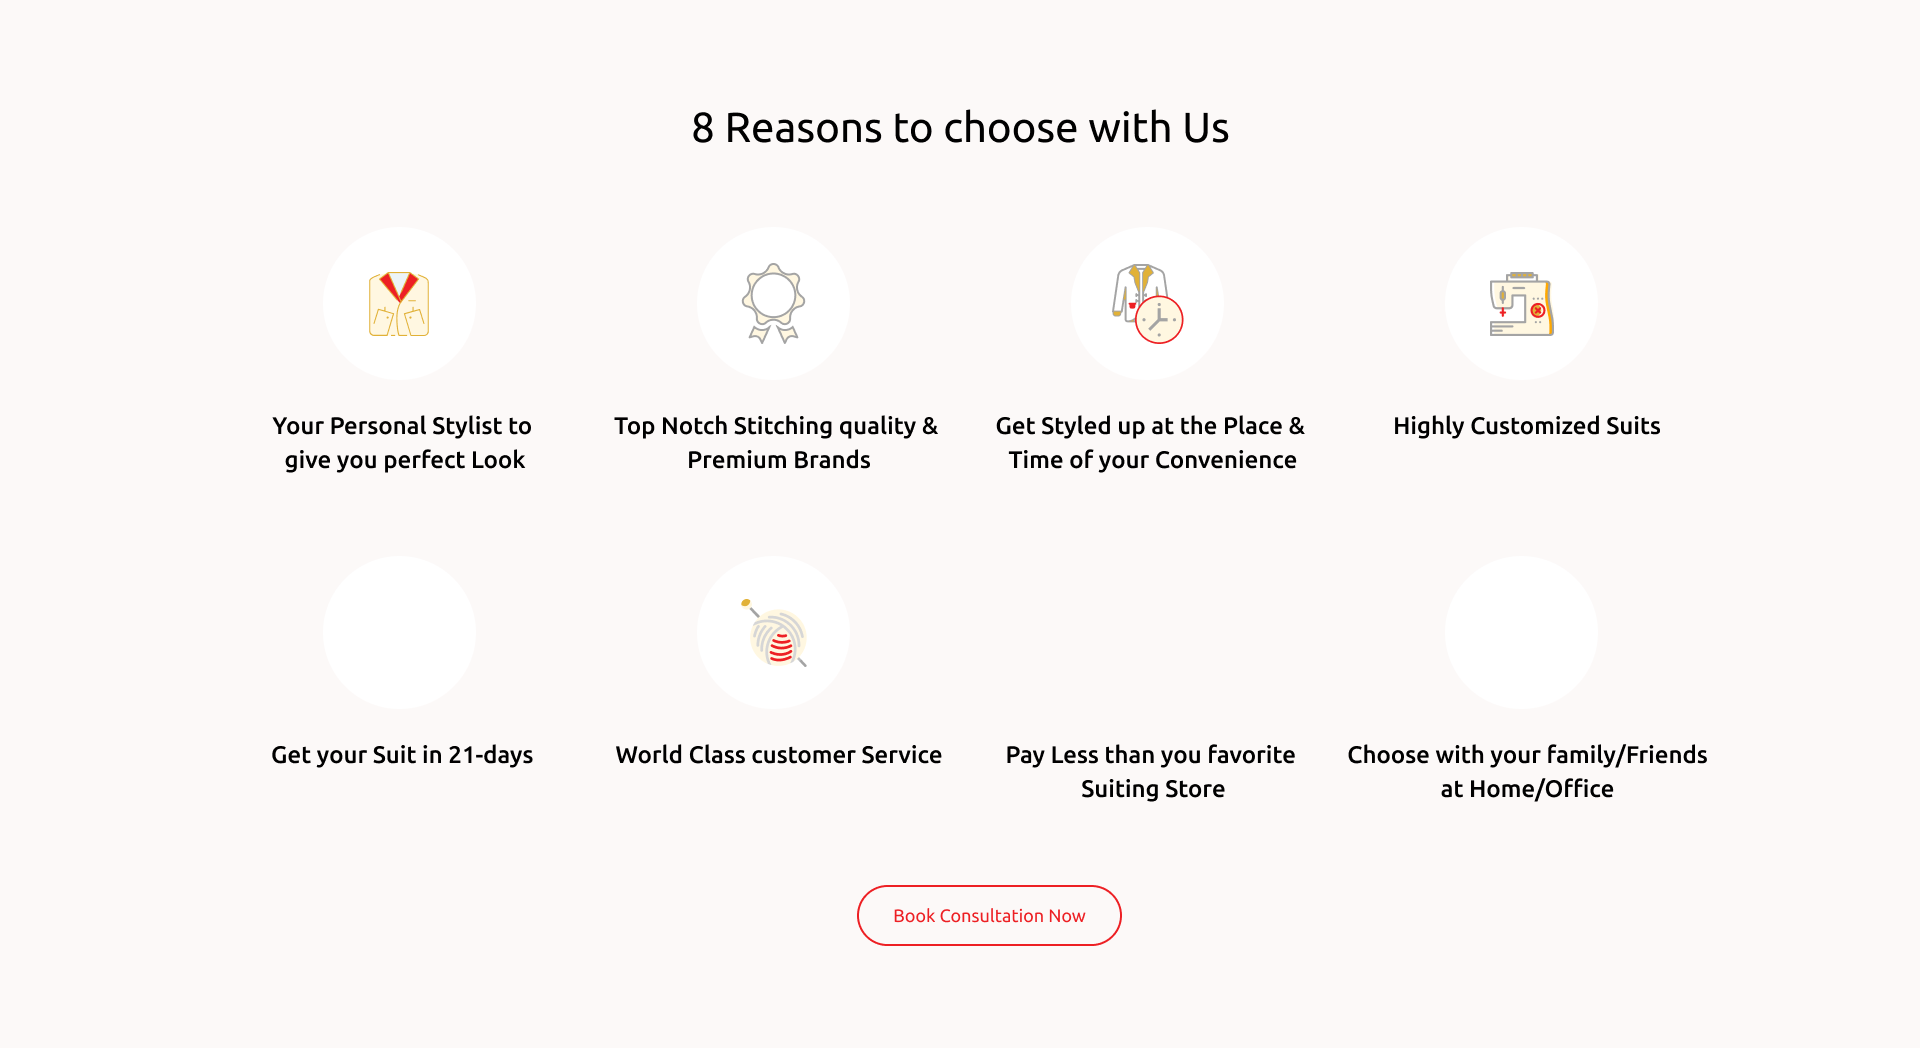 8 Reasons to choose with Us
Your Personal Stylist to
give you perfect Look
Top Notch Stitching quality &
Premium Brands
Get Styled up at the Place &
Time of your Convenience
Highly Customized Suits
Get your Suit in 21-days
World Class customer Service
Pay Less than you favorite
Suiting Store
Choose with your family/Friends
at Home/Office
Book Consultation Now